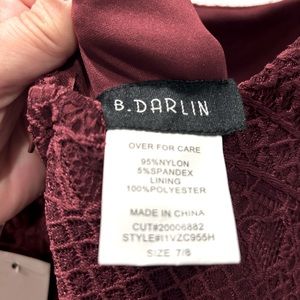 B. DARLIN
OVER FOR CARE
95%NYLON
5%SPANDEX
LINING
100%POLYESTER
MADE IN CHINA
CUT#20006882
STYLE#I1VZC955H
SIZE 7/8